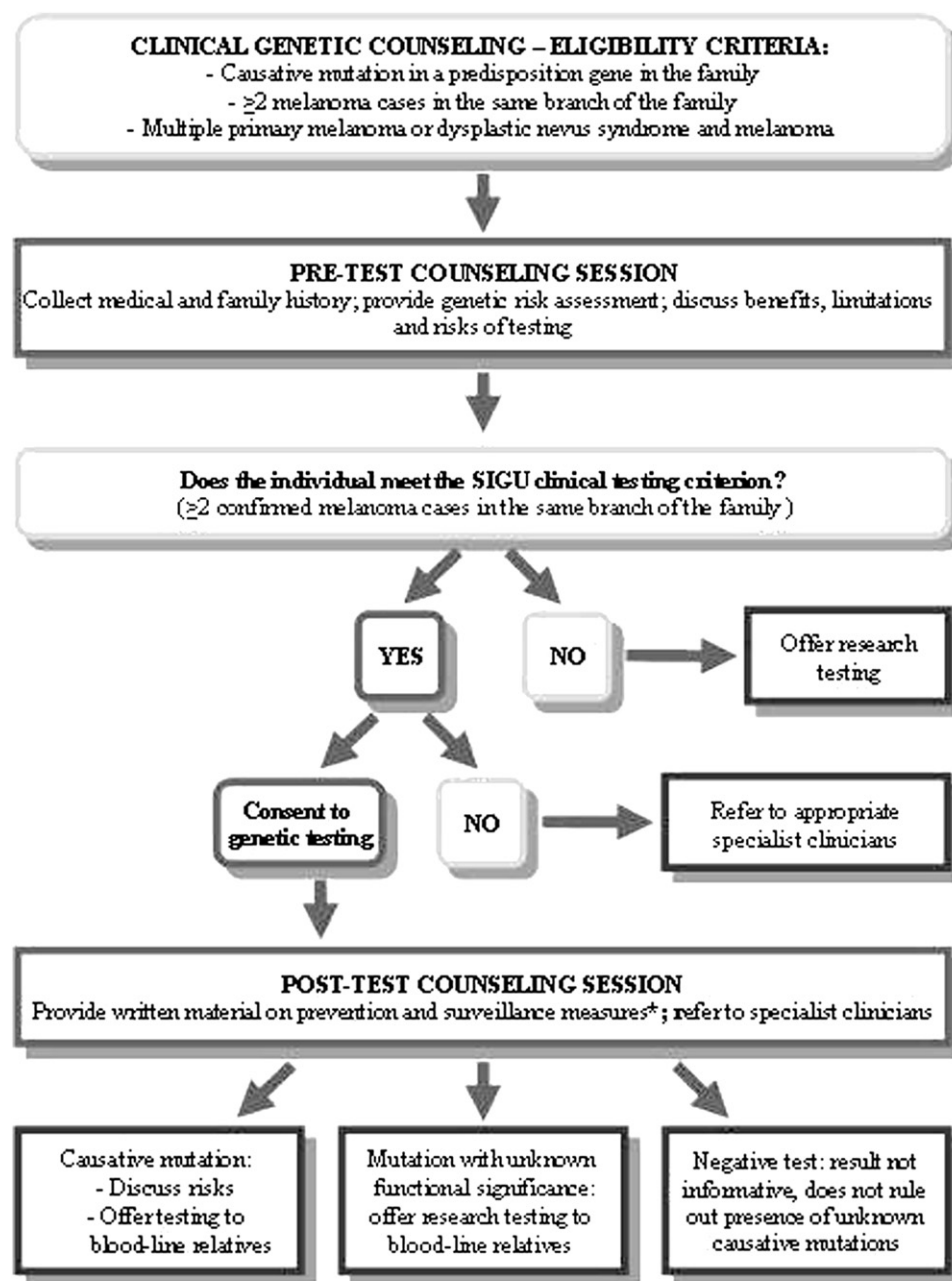 CLINICAL GENETIC COUNSELING – ELIGIBILITY CRITERIA:
- Causative mutation in a predisposition gene in the family
- ≥2 melanoma cases in the same branch of the family
- Multiple primary melanoma or dysplastic nevus syndrome and melanoma
PRE-TEST COUNSELING SESSION
Collect medical and family history; provide genetic risk assessment; discuss benefits, limitations
and risks of testing
Does the individual meet the SIGU clinical testing criterion?
(≥2 confirmed melanoma cases in the same branch of the family)
YES
NO
Offer research
testing
Consent to
genetic testing
NO
Refer to appropriate
specialist clinicians
POST-TEST COUNSELING SESSION
Provide written material on prevention and surveillance measures*; refer to specialist clinicians
Causative mutation:
- Discuss risks
- Offer testing to
blood-line relatives
Mutation with unknown
functional significance:
offer research testing to
blood-line relatives
Negative test: result not
informative, does not rule
out presence of unknown
causative mutations